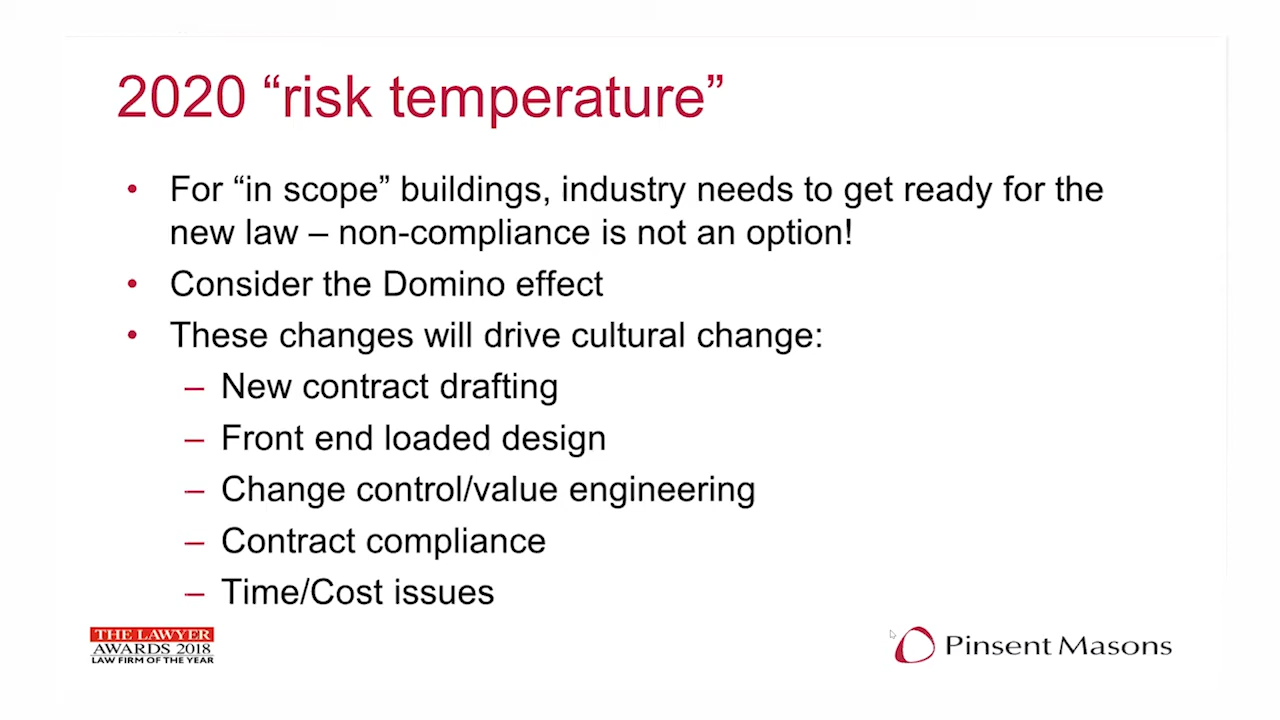 2020 “risk temperature”
• For “in scope” buildings, industry needs to get ready for the
new law – non-compliance is not an option!
• Consider the Domino effect
• These changes will drive cultural change:
– New contract drafting
– Front end loaded design
– Change control/value engineering
– Contract compliance
– Time/Cost issues
THE LAWYER
AWARDS 2018
LAW FIRM OF THE YEAR
Pinsent Masons